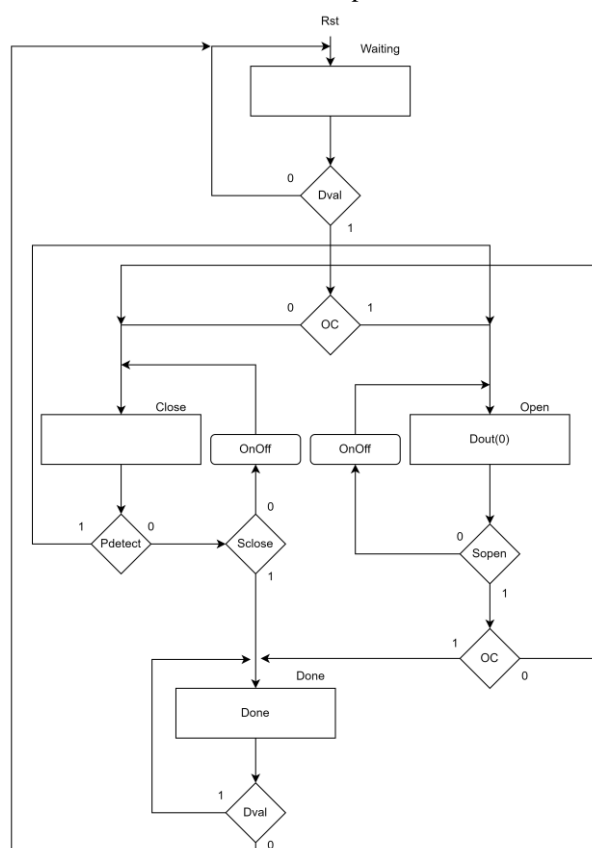 Rst
Waiting
0
Dval
1
0
OC
1
Close
Open
OnOff
OnOff
Dout(0)
1
Pdetect
0
0
Sclose
1
0
Sopen
1
1
OC
0
Done
Done
1
Dval
0